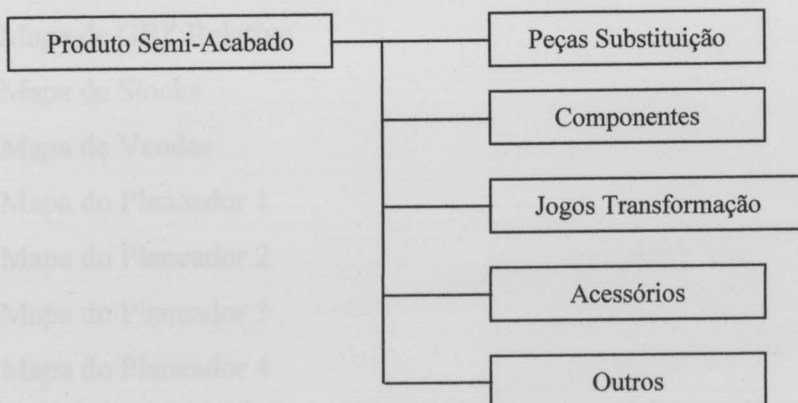 Produto Semi-Acabado
Peças Substituição
Componentes
Jogos Transformação
Acessórios
Outros
Mapa de Stocks
Mapa de Vendas
Mapa do Planeador 1
Mapa do Planeador 2
Mapa do Planeador 3
Mapa do Planeador 4